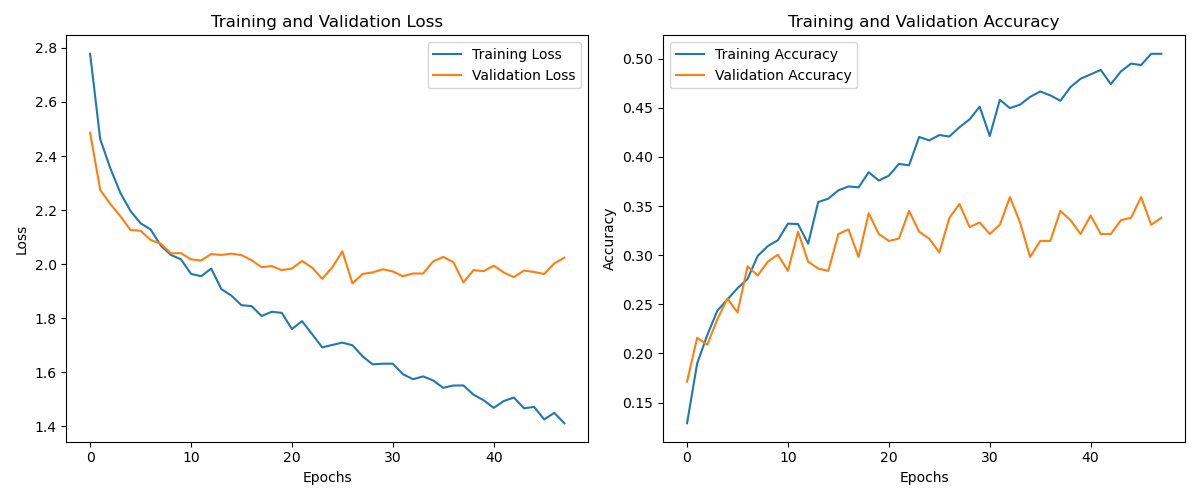 Training and Validation Loss
Training Loss
Validation Loss
2.8
2.6
2.4
2.2
2.0
1.8
1.6
1.4
Loss
0 10 20 30 40
Epochs
Training and Validation Accuracy
Training Accuracy
Validation Accuracy
0.50
0.45
0.40
0.35
0.30
0.25
0.20
0.15
Accuracy
0 10 20 30 40
Epochs